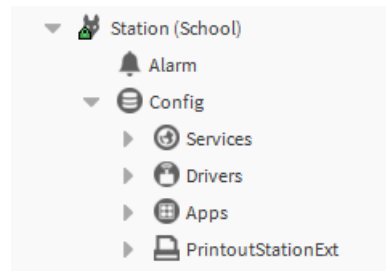 Station (School)
Alarm
Config
Services
Drivers
Apps
PrintoutStationExt